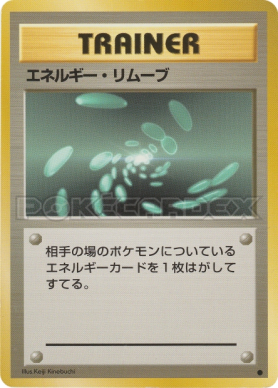 TRAINER
エネルギー・リムーブ
POKECARDEX
相手の場のポケモンについている
エネルギーカードを1枚はがして
すてる。
Illus. Keiji Kinebuchi